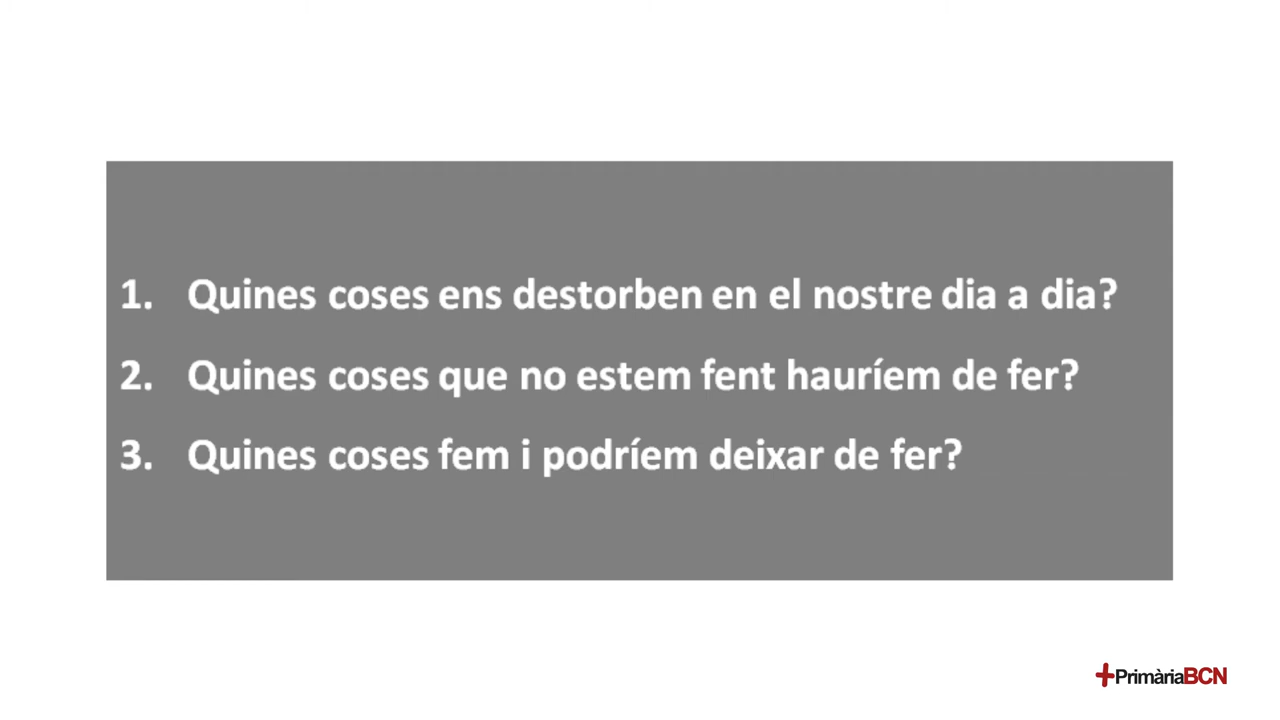 1. Quines coses ens destorben en el nostre dia a dia?
2. Quines coses que no estem fent hauríem de fer?
3. Quines coses fem i podríem deixar de fer?
+PrimàriaBCN